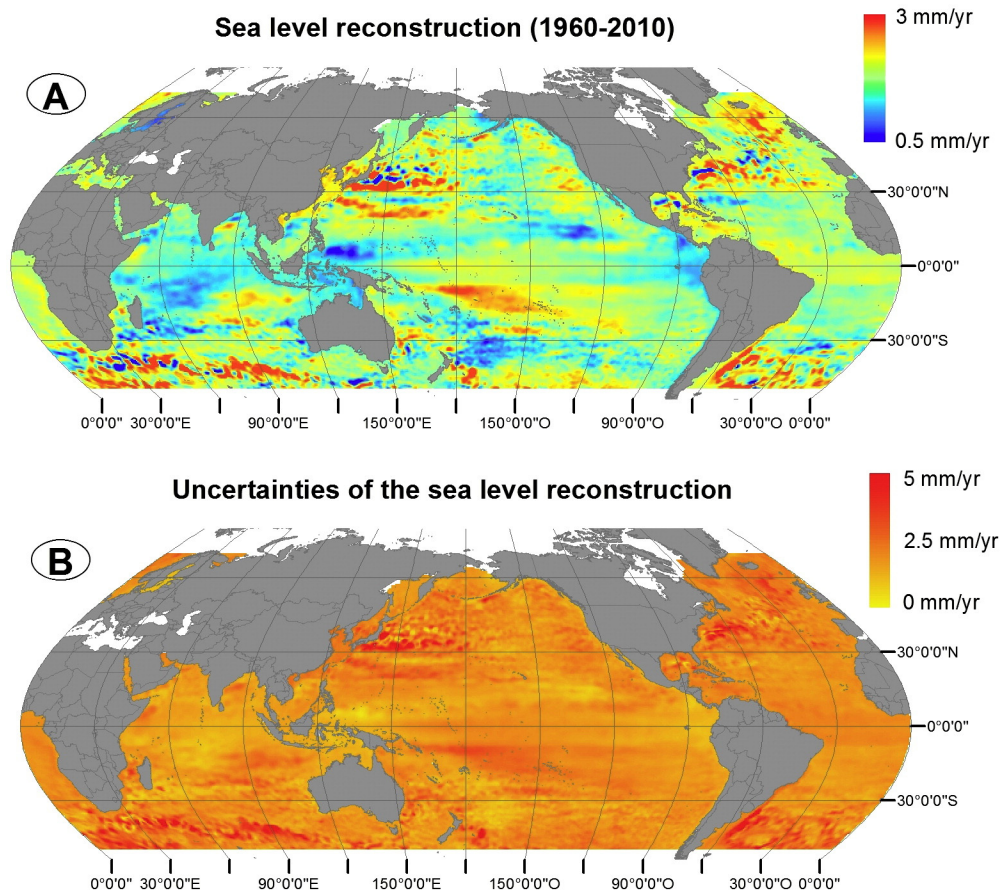 Sea level reconstruction (1960-2010)
3 mm/yr
0.5 mm/yr
A
30°0'0"N
0°0'0"
30°0'0"S
0°0'0" 30°0'0"E 90°0'0"E 150°0'0"E 150°0'0"O 90°0'0"O 30°0'0"O 0°0'0"
Uncertainties of the sea level reconstruction
5 mm/yr
2.5 mm/yr
0 mm/yr
B
30°0'0"N
0°0'0"
30°0'0"S
0°0'0" 30°0'0"E 90°0'0"E 150°0'0"E 150°0'0"O 90°0'0"O 30°0'0"O 0°0'0"